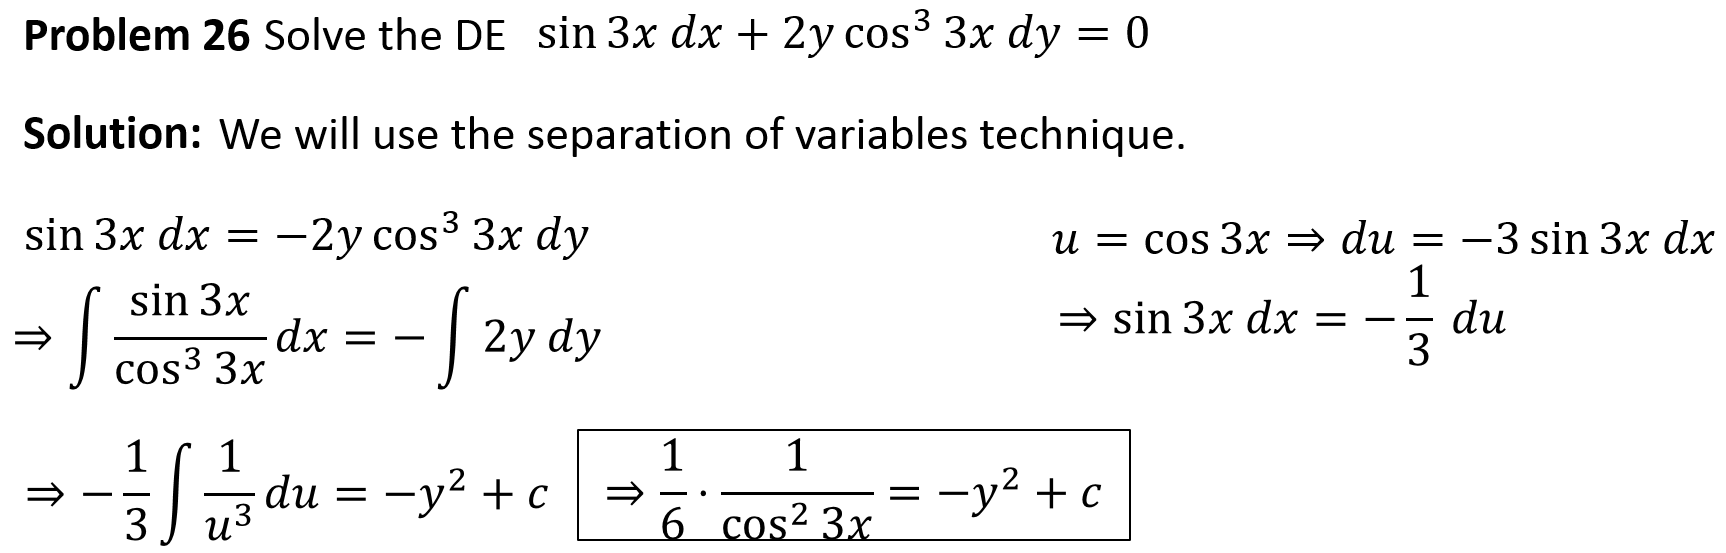 Problem 26 Solve the DE sin 3x dx + 2y cos³ 3x dy = 0
Solution: We will use the separation of variables technique.
sin 3x dx = −2y cos³ 3x dy
⇒ ∫ (sin 3x)/(cos³ 3x) dx = − ∫ 2y dy
u = cos 3x ⇒ du = −3 sin 3x dx
⇒ sin 3x dx = − 1/3 du
⇒ − 1/3 ∫ 1/u³ du = −y² + c
⇒ 1/6 · 1/(cos² 3x) = −y² + c